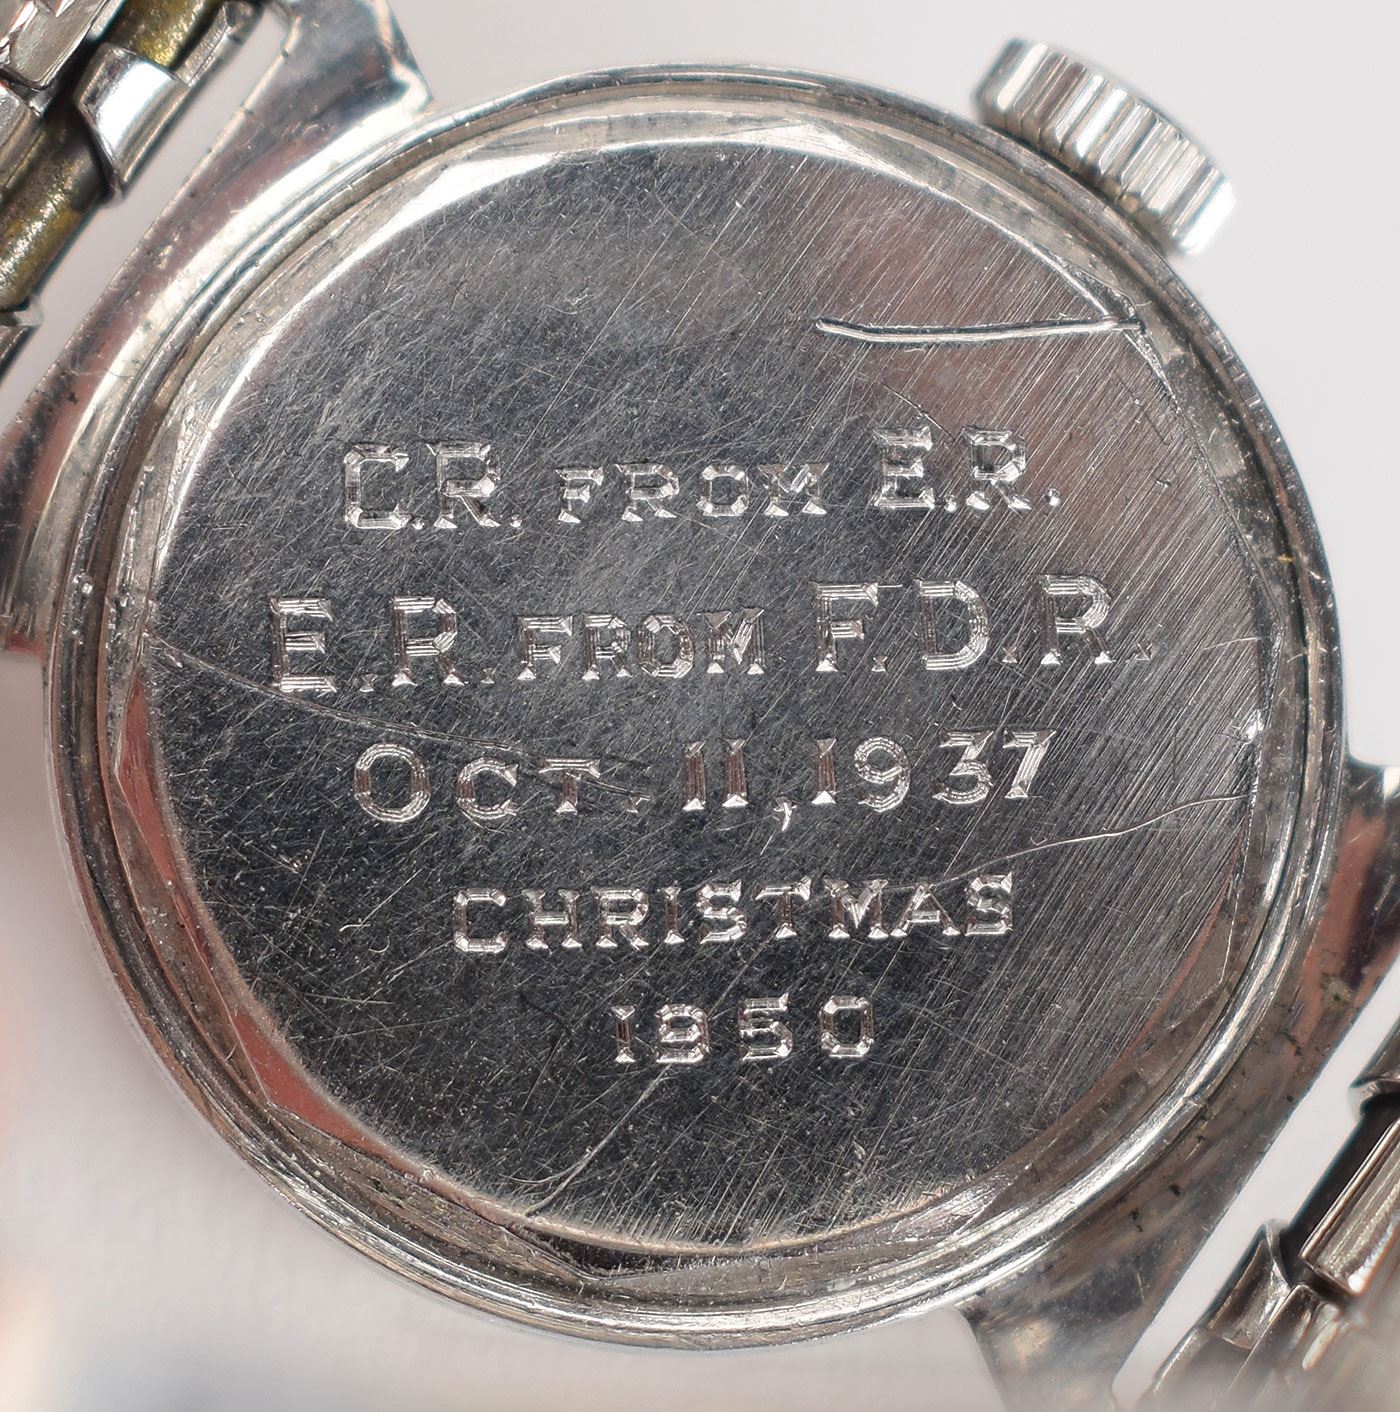 C.R. FROM E.R.
E.R. FROM F.D.R.
OCT. 11, 1937
CHRISTMAS
1950